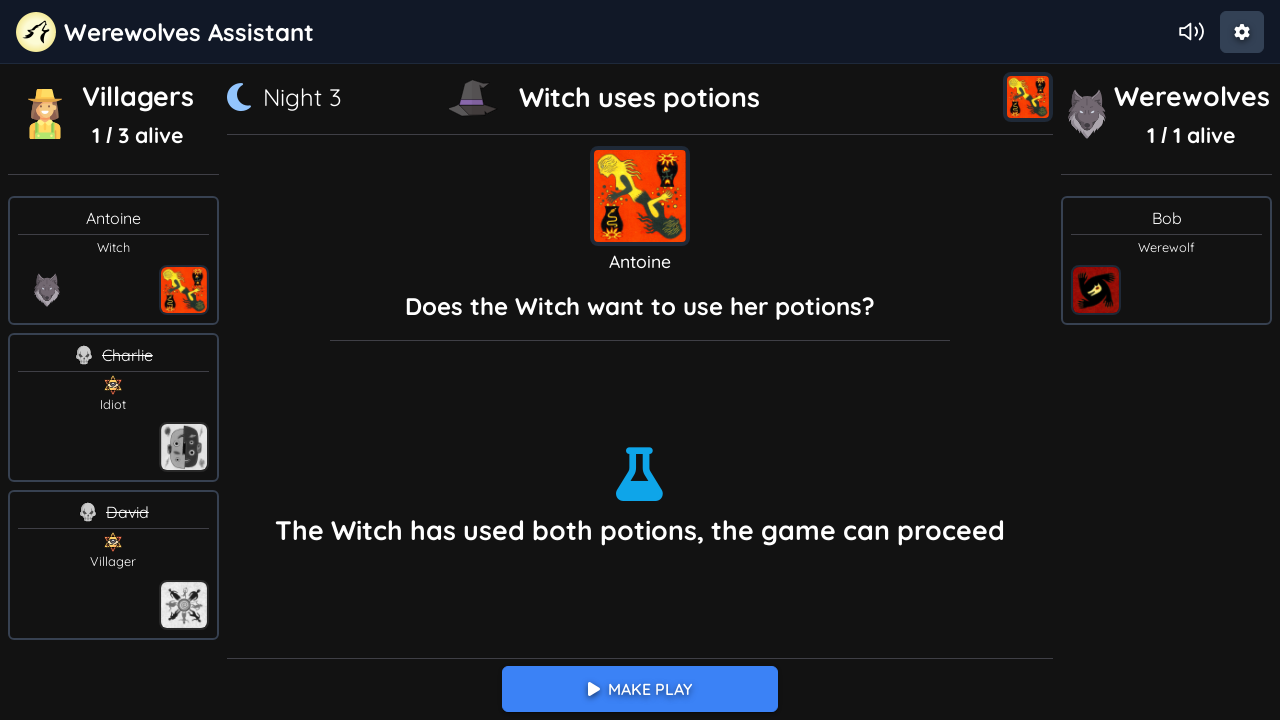 Werewolves Assistant
Villagers
1 / 3 alive
Antoine
Witch
Charlie
Idiot
David
Villager
Night 3
Witch uses potions
Antoine
Does the Witch want to use her potions?
The Witch has used both potions, the game can proceed
MAKE PLAY
Werewolves
1 / 1 alive
Bob
Werewolf